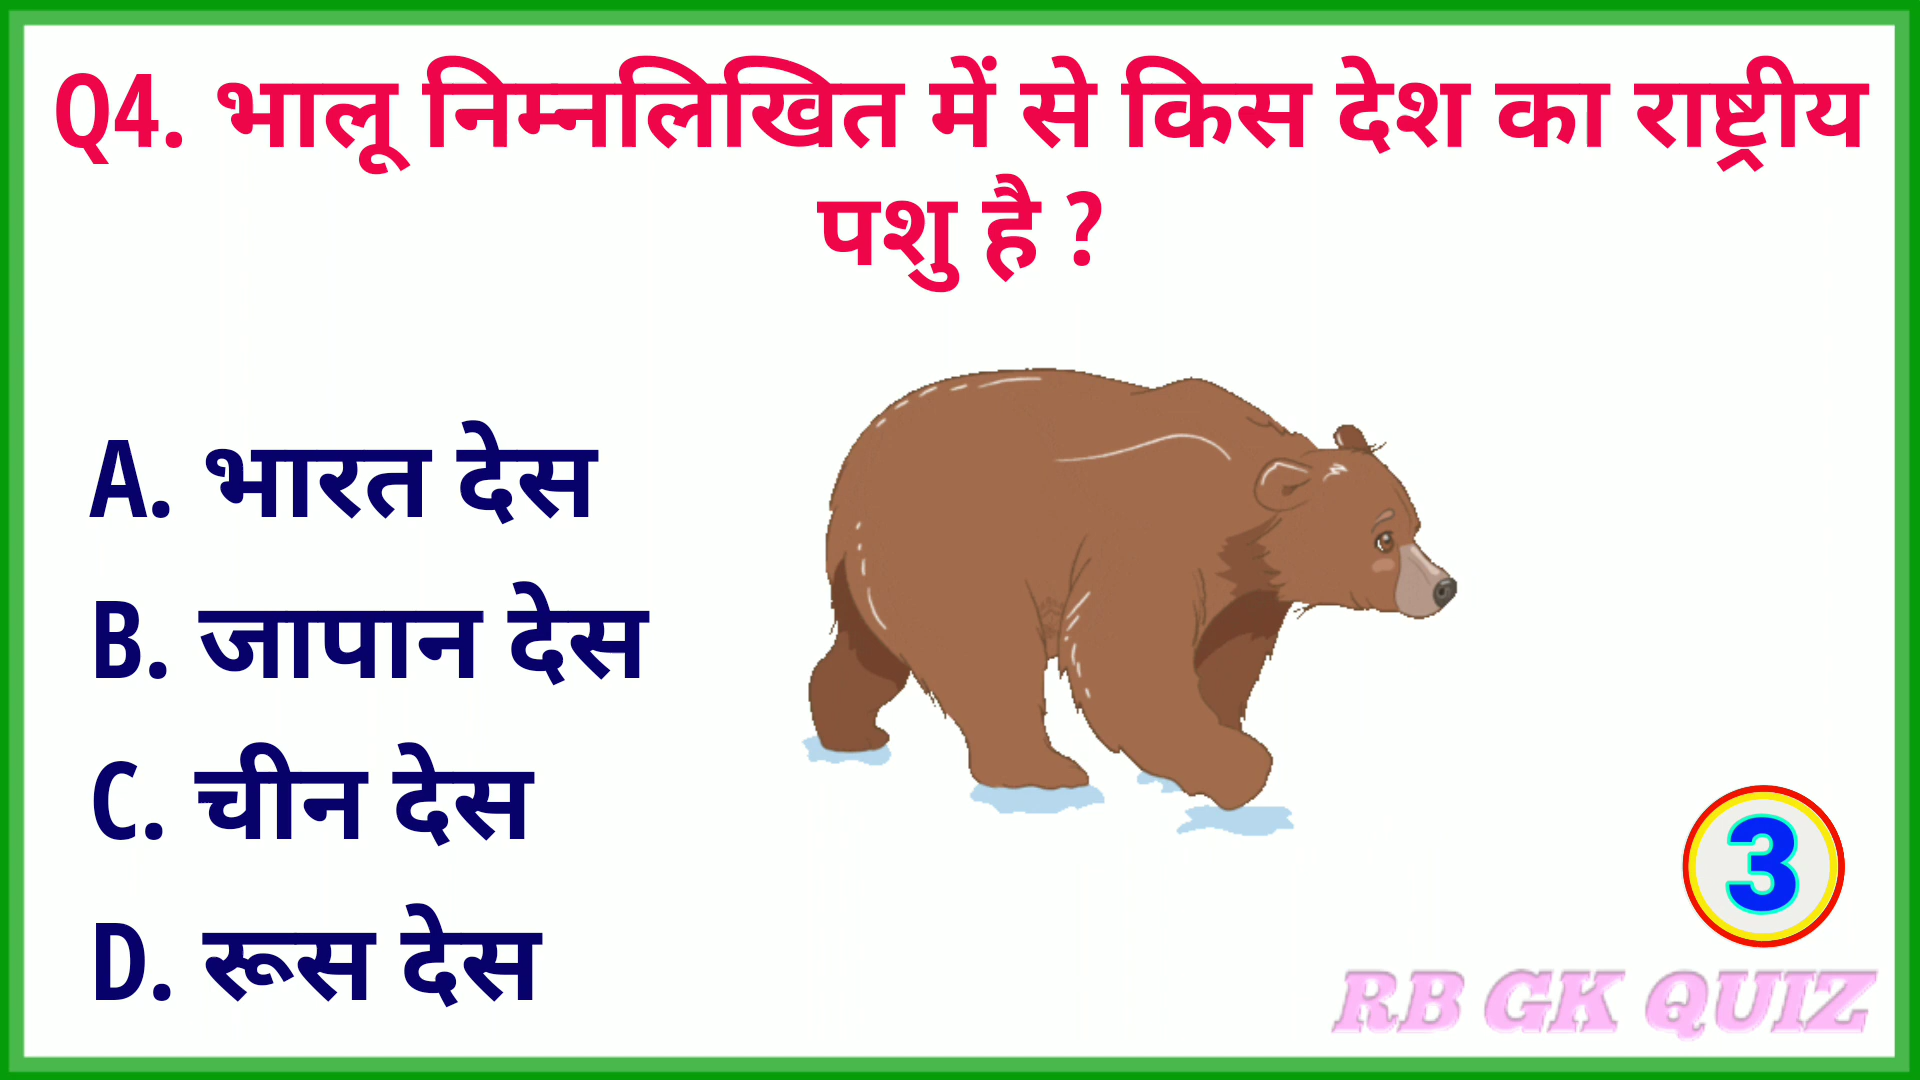 Q4. भालू निम्नलिखित में से किस देश का राष्ट्रीय
पशु है ?
A. भारत देस
B. जापान देस
C. चीन देस
D. रूस देस
3
RB GK QUIZ